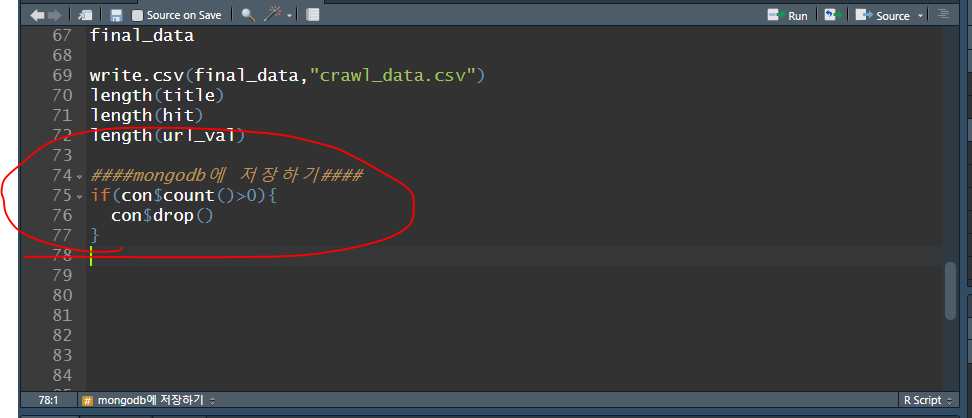 Source on Save
Run
Source
67 final_data
68
69 write.csv(final_data,"crawl_data.csv")
70 length(title)
71 length(hit)
72 length(url_val)
73
74 ####mongodb에 저장하기####
75 if(con$count()>0){
76 con$drop()
77 }
78
79
80
81
82
83
84
78:1 # mongodb에 저장하기
R Script